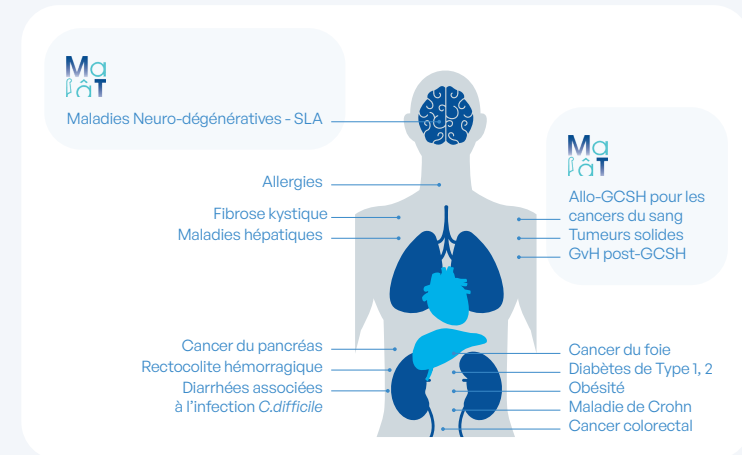 Ma
âT
Maladies Neuro-dégénératives - SLA
Allergies
Fibrose kystique
Maladies hépatiques
Cancer du pancréas
Rectocolite hémorragique
Diarrhées associées
à l'infection C.difficile
Ma
âT
Allo-GCSH pour les
cancers du sang
Tumeurs solides
GvH post-GCSH
Cancer du foie
Diabètes de Type 1, 2
Obésité
Maladie de Crohn
Cancer colorectal